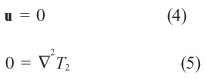 u = 0 (4)
0 = ∇²T₂ (5)